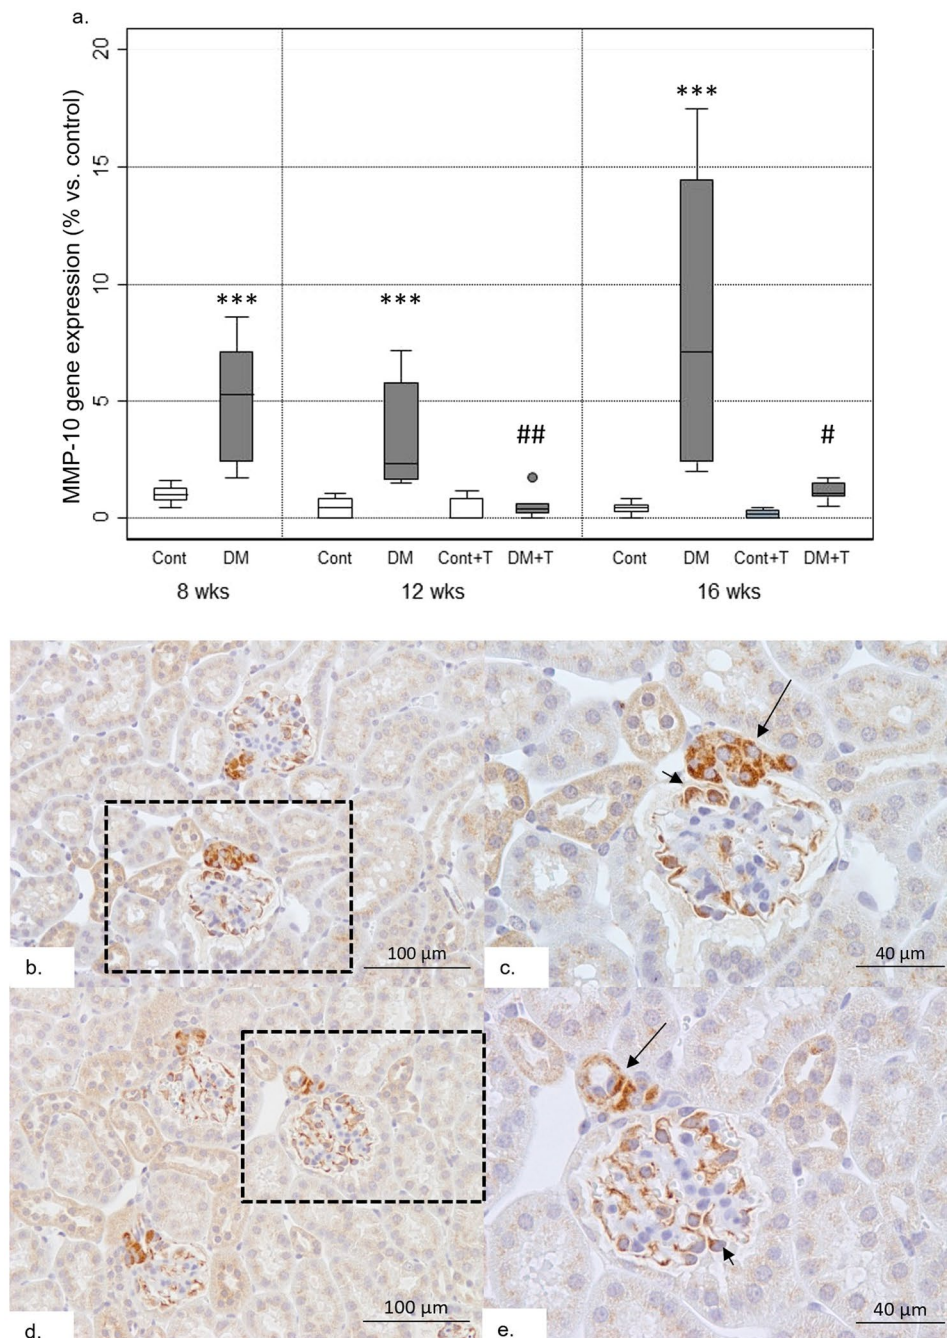 a.
MMP-10 gene expression (% vs. control)
20
15
10
5
0
***
***
##
***
#
Cont DM Cont DM Cont+T DM+T Cont DM Cont+T DM+T
8 wks 12 wks 16 wks
b.
100 µm
c.
40 µm
d.
100 µm
e.
40 µm